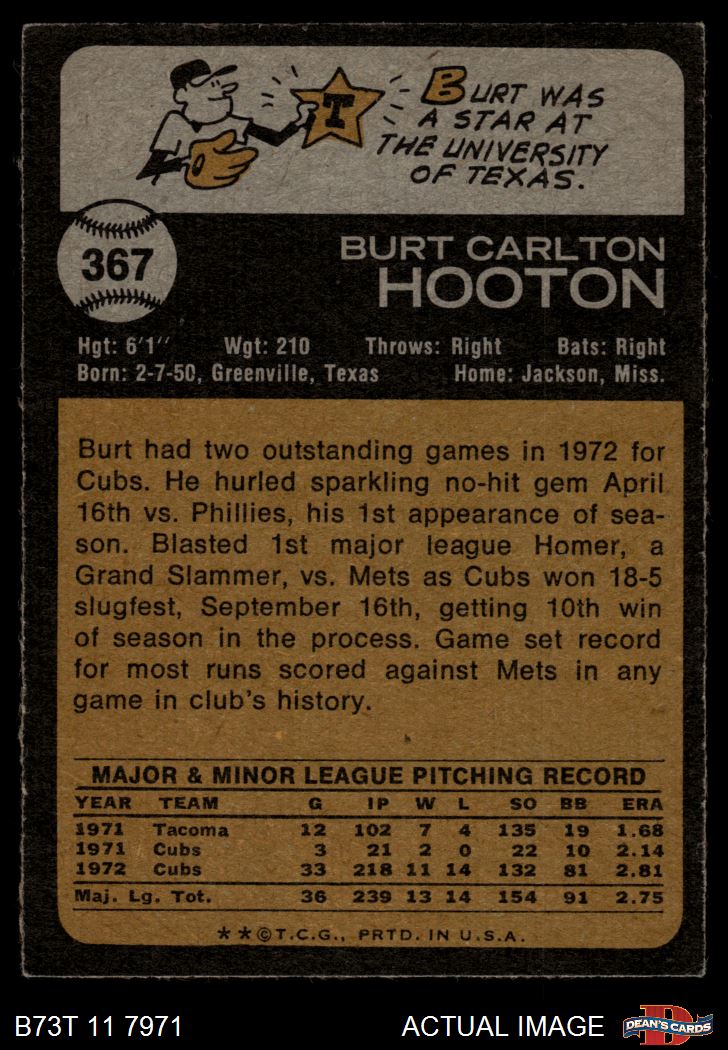 T
BURT WAS
A STAR AT
THE UNIVERSITY
OF TEXAS.
367
BURT CARLTON
HOOTON
Hgt: 6'1" Wgt: 210 Throws: Right Bats: Right
Born: 2-7-50, Greenville, Texas Home: Jackson, Miss.
Burt had two outstanding games in 1972 for
Cubs. He hurled sparkling no-hit gem April
16th vs. Phillies, his 1st appearance of sea-
son. Blasted 1st major league Homer, a
Grand Slammer, vs. Mets as Cubs won 18-5
slugfest, September 16th, getting 10th win
of season in the process. Game set record
for most runs scored against Mets in any
game in club's history.
MAJOR & MINOR LEAGUE PITCHING RECORD
YEAR TEAM G IP W L SO BB ERA
1971 Tacoma 12 102 7 4 135 19 1.68
1971 Cubs 3 21 2 0 22 10 2.14
1972 Cubs 33 218 11 14 132 81 2.81
Maj. Lg. Tot. 36 239 13 14 154 91 2.75
**©T.C.G., PRTD. IN U.S.A.
B73T 11 7971 ACTUAL IMAGE
D
DEAN'S CARDS